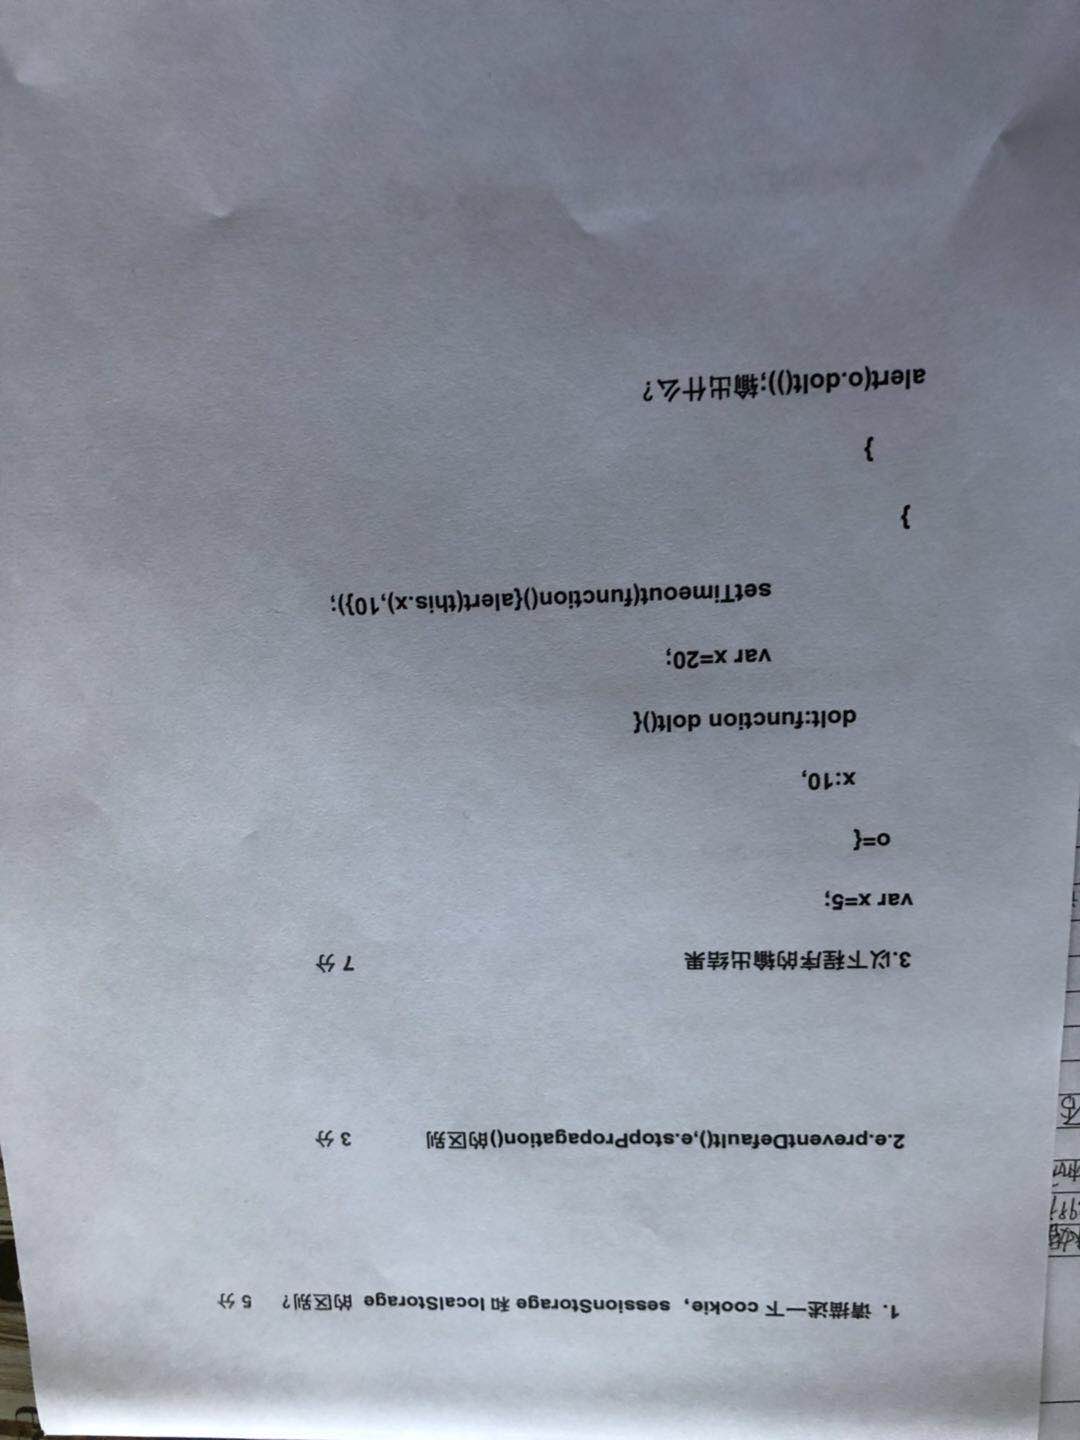 1. 请描述一下 cookie，sessionStorage 和 localStorage 的区别？ 5 分
2.e.preventDefault(),e.stopPropagation()的区别 3 分
3.以下程序的输出结果 7 分
var x=5;
o={
x:10,
doIt:function doIt(){
var x=20;
setTimeout(function(){alert(this.x),10});
}
}
alert(o.doIt());输出什么？